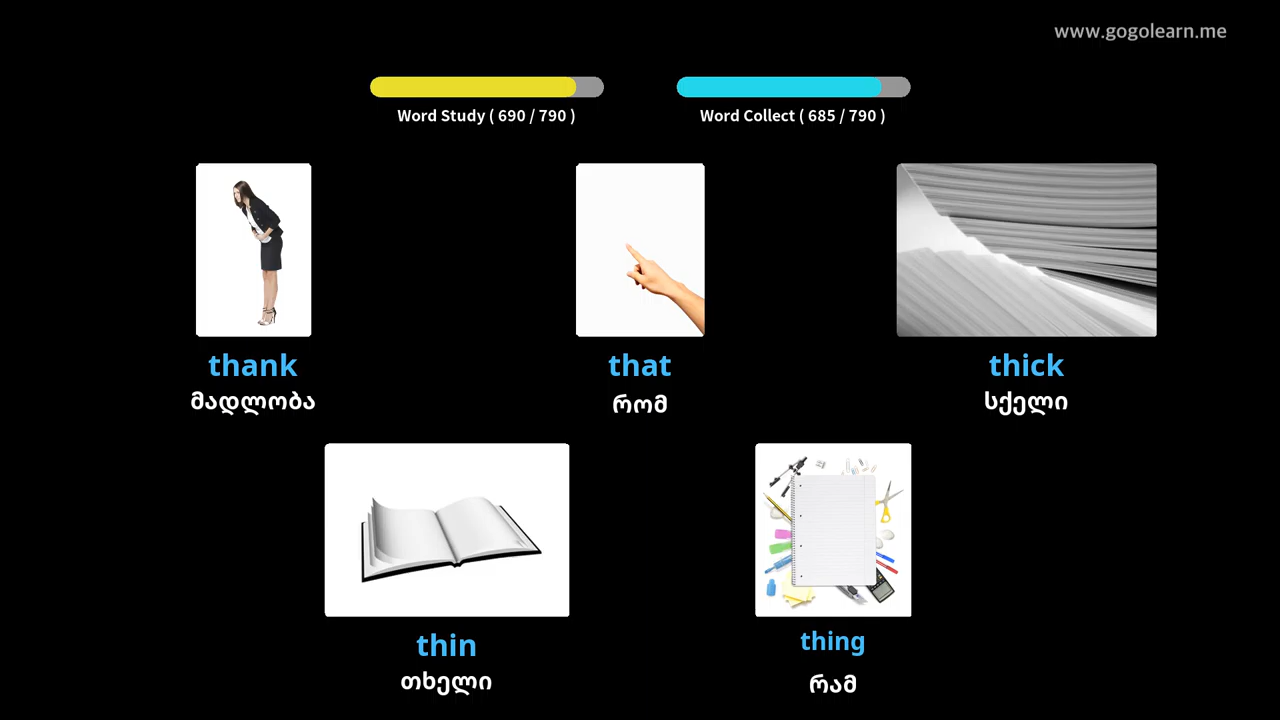 www.gogolearn.me
Word Study ( 690 / 790 )
Word Collect ( 685 / 790 )
thank
მადლობა
that
რომ
thick
სქელი
thin
თხელი
thing
რამ